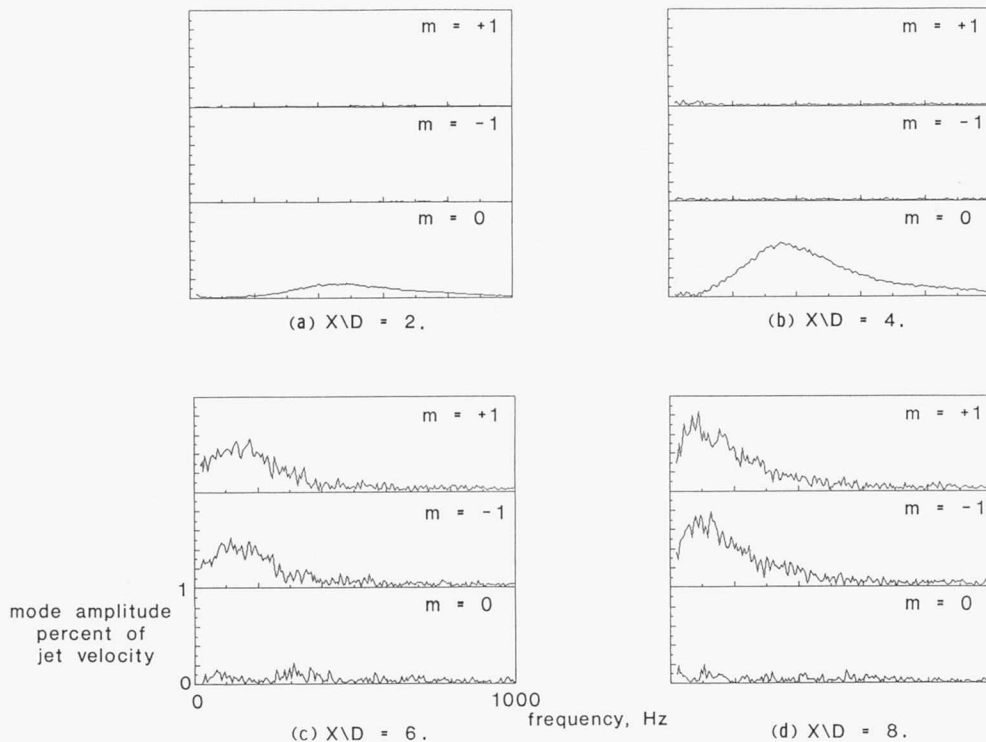 m = +1
m = -1
m = 0
(a) X\D = 2.
m = +1
m = -1
m = 0
(b) X\D = 4.
m = +1
m = -1
m = 0
1
mode amplitude
percent of
jet velocity
0
0
1000
frequency, Hz
(c) X\D = 6.
m = +1
m = -1
m = 0
(d) X\D = 8.